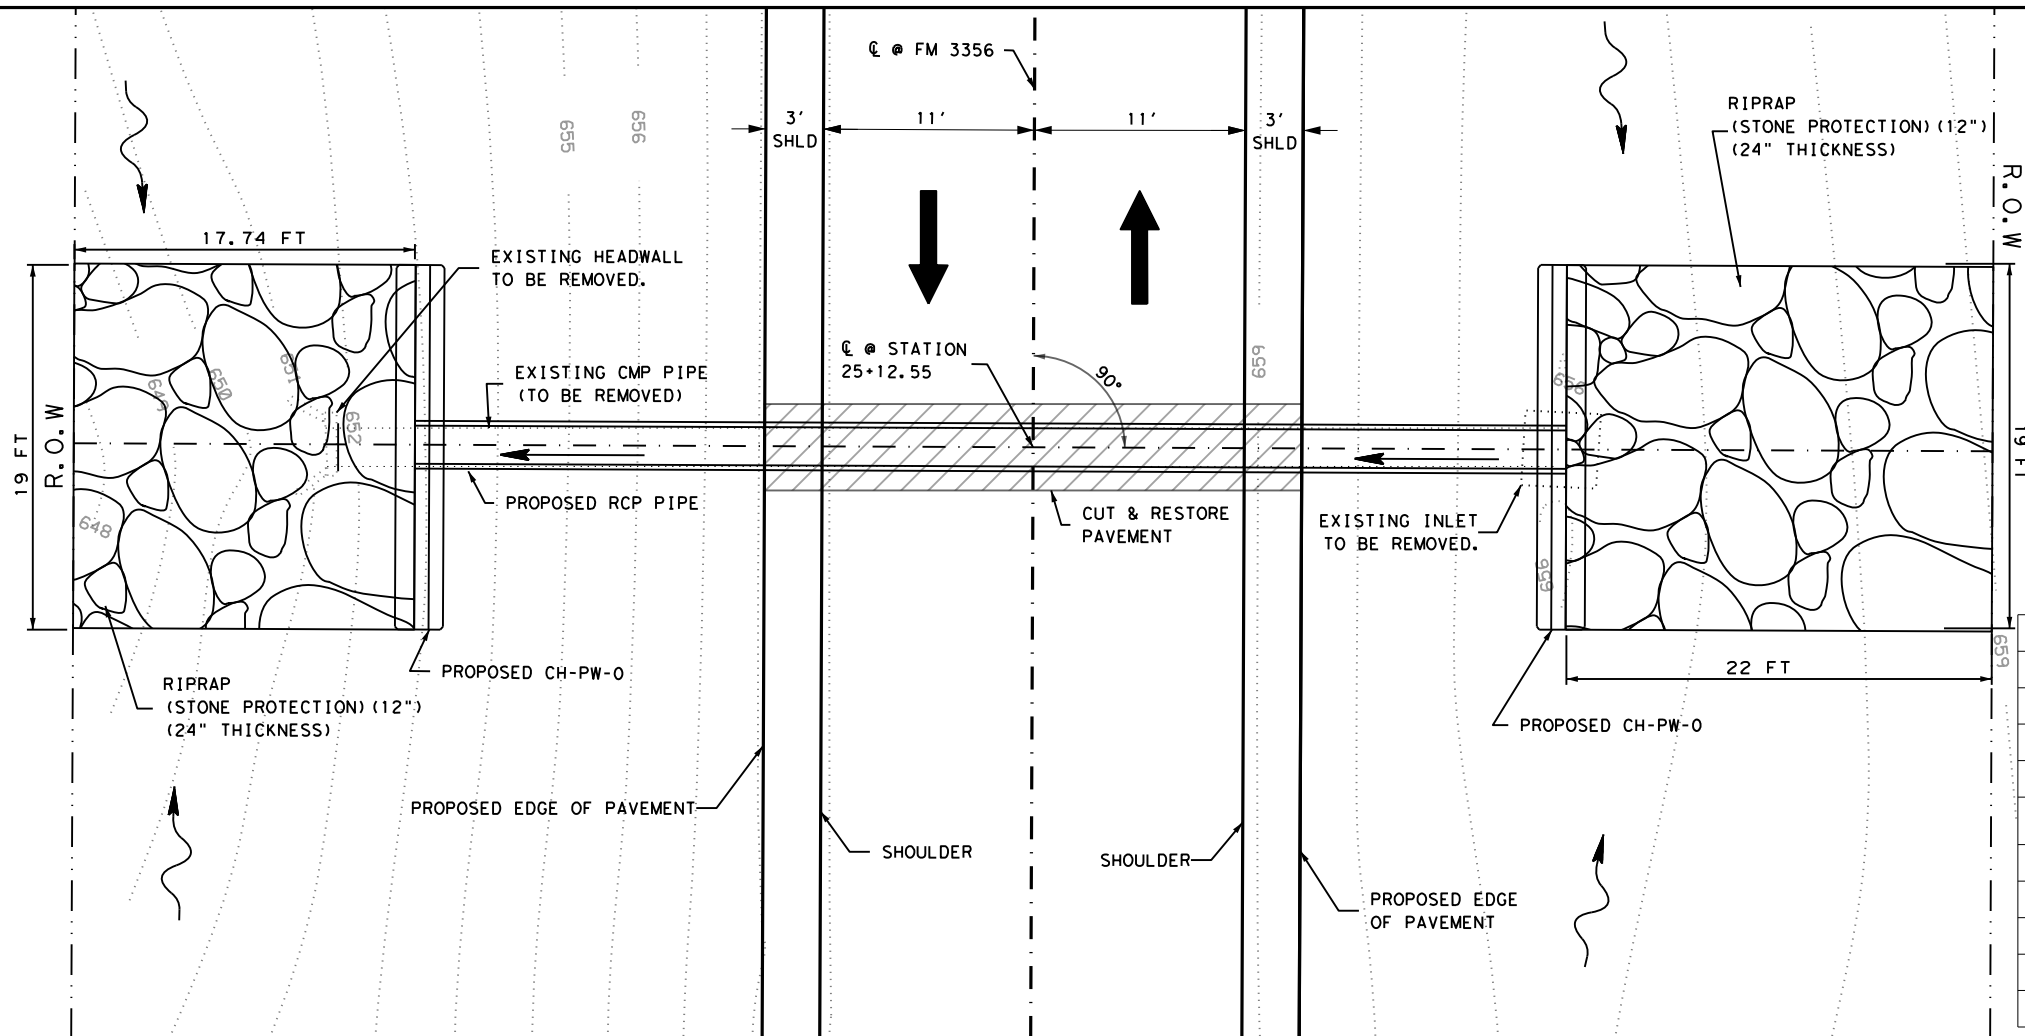 ℄ @ FM 3356
3' SHLD
11'
11'
3' SHLD
RIPRAP
(STONE PROTECTION) (12")
(24" THICKNESS)
R.O.W
655
656
17.74 FT
EXISTING HEADWALL
TO BE REMOVED.
℄ @ STATION
25+12.55
90°
659
EXISTING CMP PIPE
(TO BE REMOVED)
649
650
651
652
R.O.W
19 FT
19 FT
PROPOSED RCP PIPE
CUT & RESTORE
PAVEMENT
EXISTING INLET
TO BE REMOVED.
648
659
PROPOSED CH-PW-0
22 FT
RIPRAP
(STONE PROTECTION) (12")
(24" THICKNESS)
PROPOSED CH-PW-0
PROPOSED EDGE OF PAVEMENT
SHOULDER
SHOULDER
PROPOSED EDGE
OF PAVEMENT